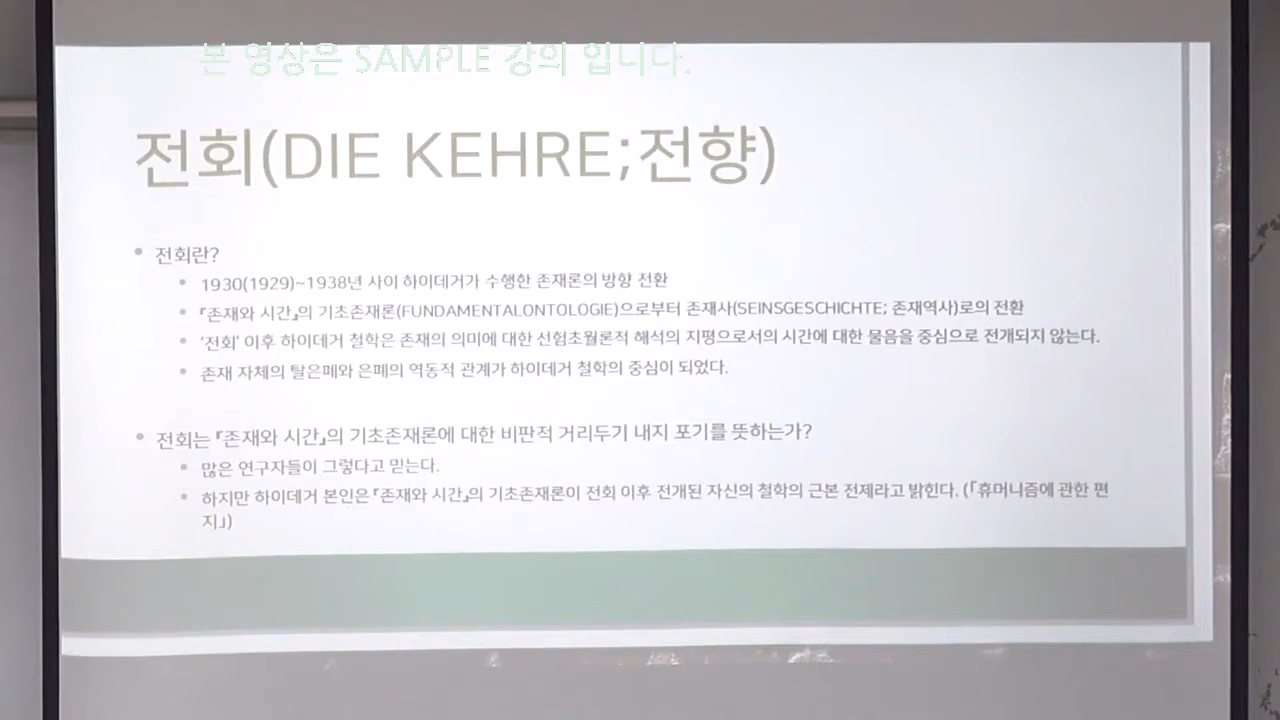 본 영상은 SAMPLE 강의 입니다.
전회(DIE KEHRE;전향)
• 전회란?
• 1930(1929)~1938년 사이 하이데거가 수행한 존재론의 방향 전환
• 『존재와 시간』의 기초존재론(FUNDAMENTALONTOLOGIE)으로부터 존재사(SEINSGESCHICHTE; 존재역사)로의 전환
• ‘전회’ 이후 하이데거 철학은 존재의 의미에 대한 선험초월론적 해석의 지평으로서의 시간에 대한 물음을 중심으로 전개되지 않는다.
• 존재 자체의 탈은폐와 은폐의 역동적 관계가 하이데거 철학의 중심이 되었다.
• 전회는 『존재와 시간』의 기초존재론에 대한 비판적 거리두기 내지 포기를 뜻하는가?
• 많은 연구자들이 그렇다고 믿는다.
• 하지만 하이데거 본인은 『존재와 시간』의 기초존재론이 전회 이후 전개된 자신의 철학의 근본 전제라고 밝힌다. (「휴머니즘에 관한 편
지」)